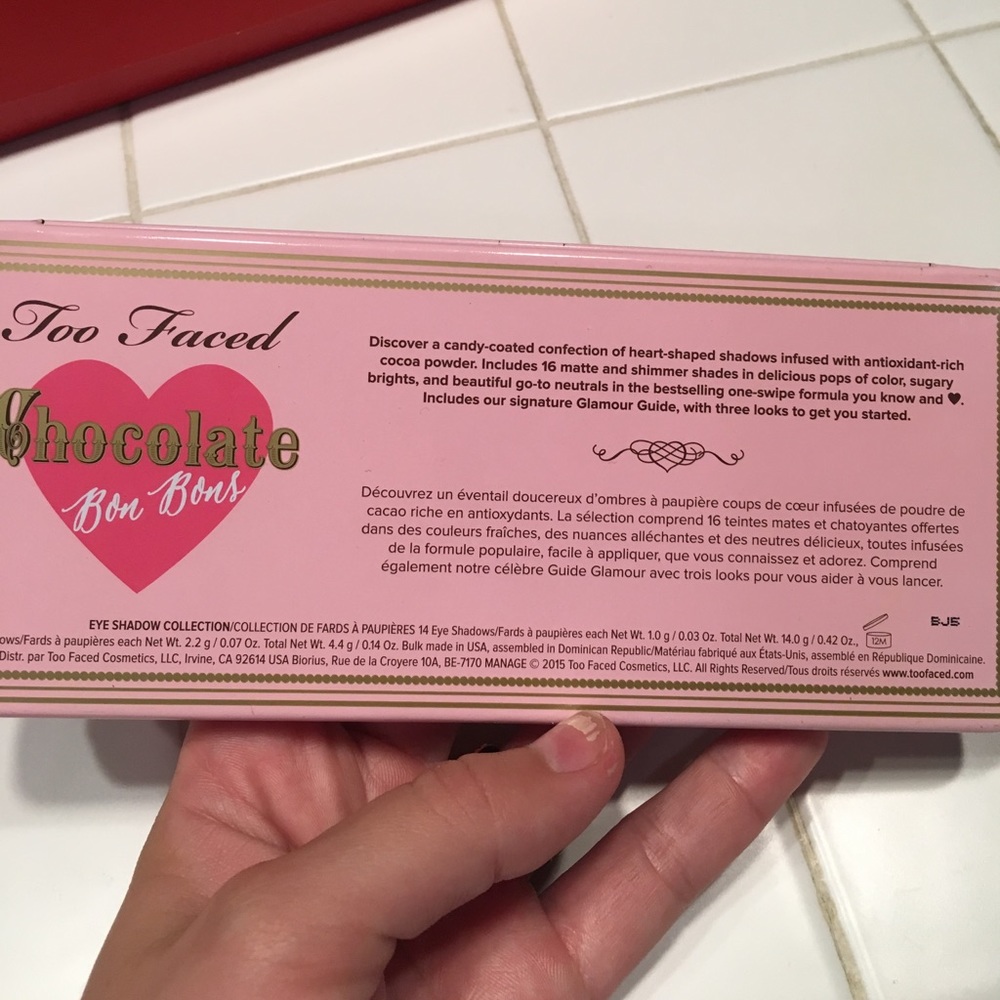 Too Faced
Chocolate
Bon Bons
Discover a candy-coated confection of heart-shaped shadows infused with antioxidant-rich
cocoa powder. Includes 16 matte and shimmer shades in delicious pops of color, sugary
brights, and beautiful go-to neutrals in the bestselling one-swipe formula you know and ♥.
Includes our signature Glamour Guide, with three looks to get you started.
Découvrez un éventail doucereux d'ombres à paupière coups de cœur infusées de poudre de
cacao riche en antioxydants. La sélection comprend 16 teintes mates et chatoyantes offertes
dans des couleurs fraîches, des nuances alléchantes et des neutres délicieux, toutes infusées
de la formule populaire, facile à appliquer, que vous connaissez et adorez. Comprend
également notre célèbre Guide Glamour avec trois looks pour vous aider à vous lancer.
EYE SHADOW COLLECTION/COLLECTION DE FARDS À PAUPIÈRES 14 Eye Shadows/Fards à paupières each Net Wt. 1.0 g / 0.03 Oz. Total Net Wt. 14.0 g / 0.42 Oz.,
ows/Fards à paupières each Net Wt. 2.2 g / 0.07 Oz. Total Net Wt. 4.4 g / 0.14 Oz. Bulk made in USA, assembled in Dominican Republic/Matériau fabriqué aux États-Unis, assemblé en République Dominicaine.
Distr. par Too Faced Cosmetics, LLC, Irvine, CA 92614 USA Biorius, Rue de la Croyere 10A, BE-7170 MANAGE © 2015 Too Faced Cosmetics, LLC. All Rights Reserved/Tous droits réservés www.toofaced.com
12M
5J5